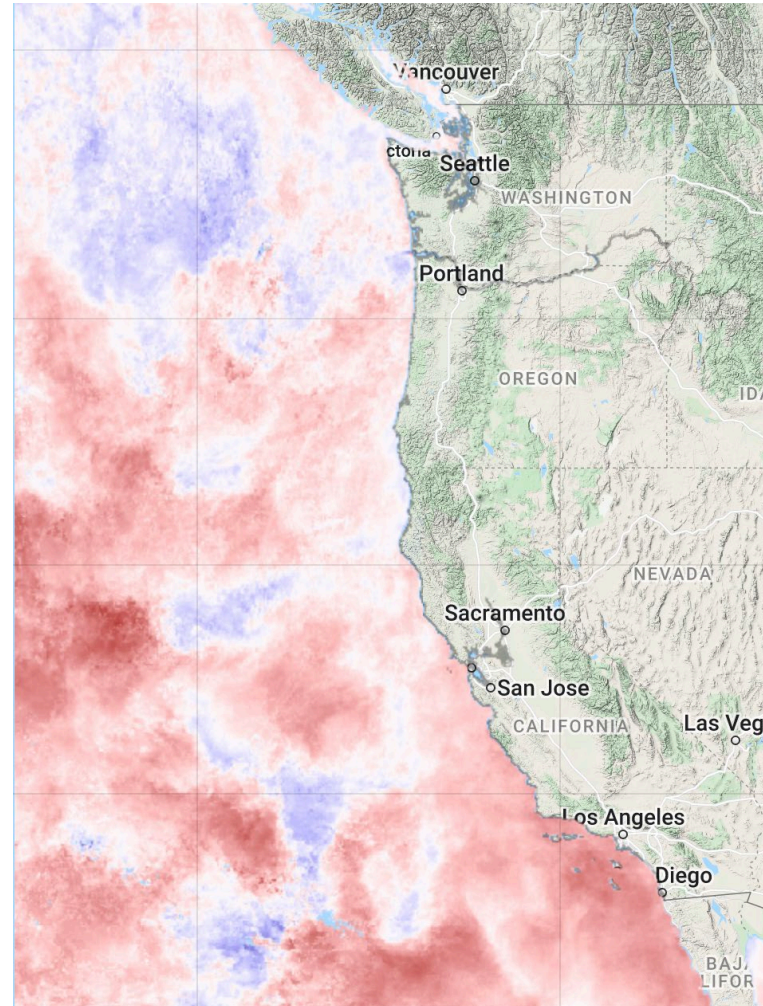 Vancouver
ctoria
Seattle
WASHINGTON
Portland
OREGON
IDA
NEVADA
Sacramento
San Jose
CALIFORNIA
Las Veg
Los Angeles
Diego
BAJA
LIFOR